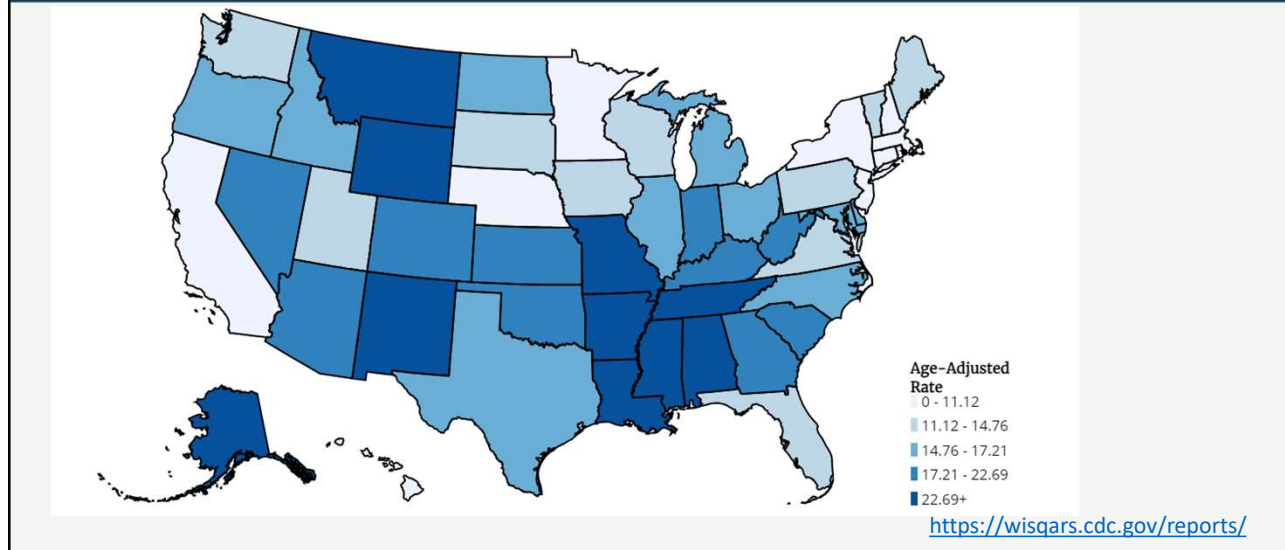 Age-Adjusted
Rate
0 - 11.12
11.12 - 14.76
14.76 - 17.21
17.21 - 22.69
22.69+
https://wisqars.cdc.gov/reports/